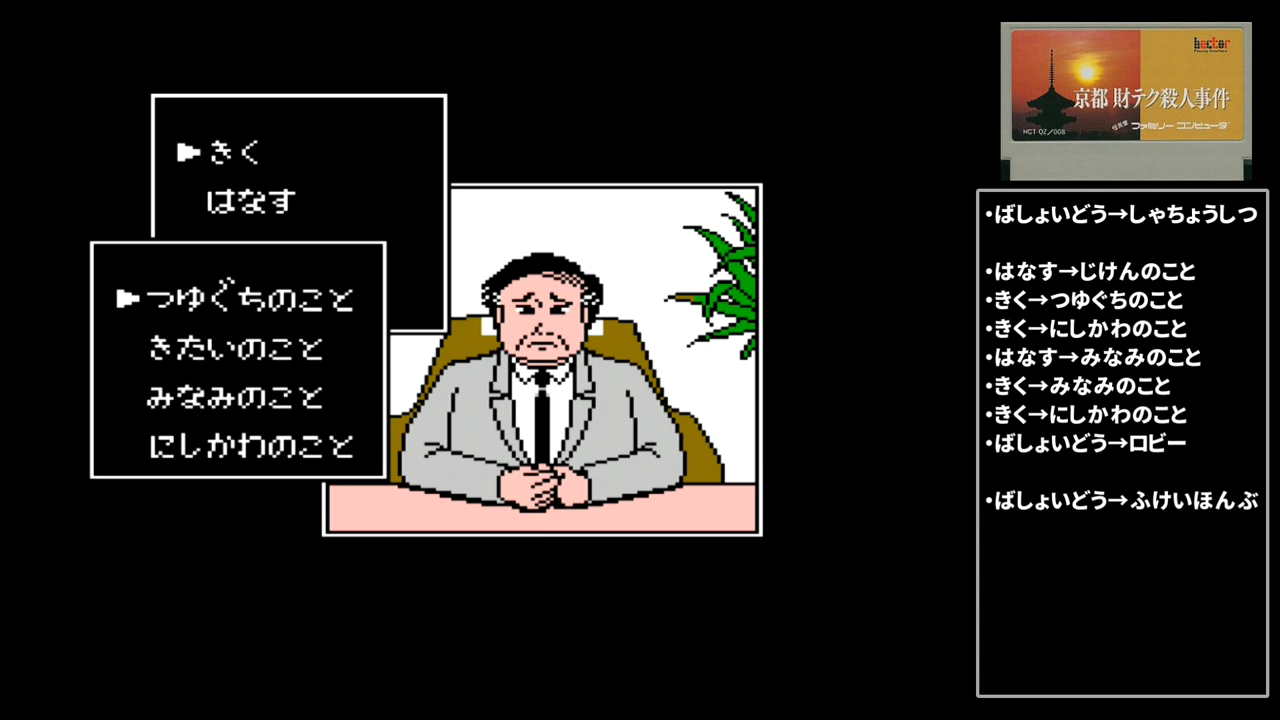 きく
はなす
つゆぐちのこと
きたいのこと
みなみのこと
にしかわのこと
hector
京都 財テク殺人事件
HCT QZ/008
ファミリー コンピュータ
・ばしょいどう→しゃちょうしつ
・はなす→じけんのこと
・きく→つゆぐちのこと
・きく→にしかわのこと
・はなす→みなみのこと
・きく→みなみのこと
・きく→にしかわのこと
・ばしょいどう→ロビー
・ばしょいどう→ふけいほんぶ